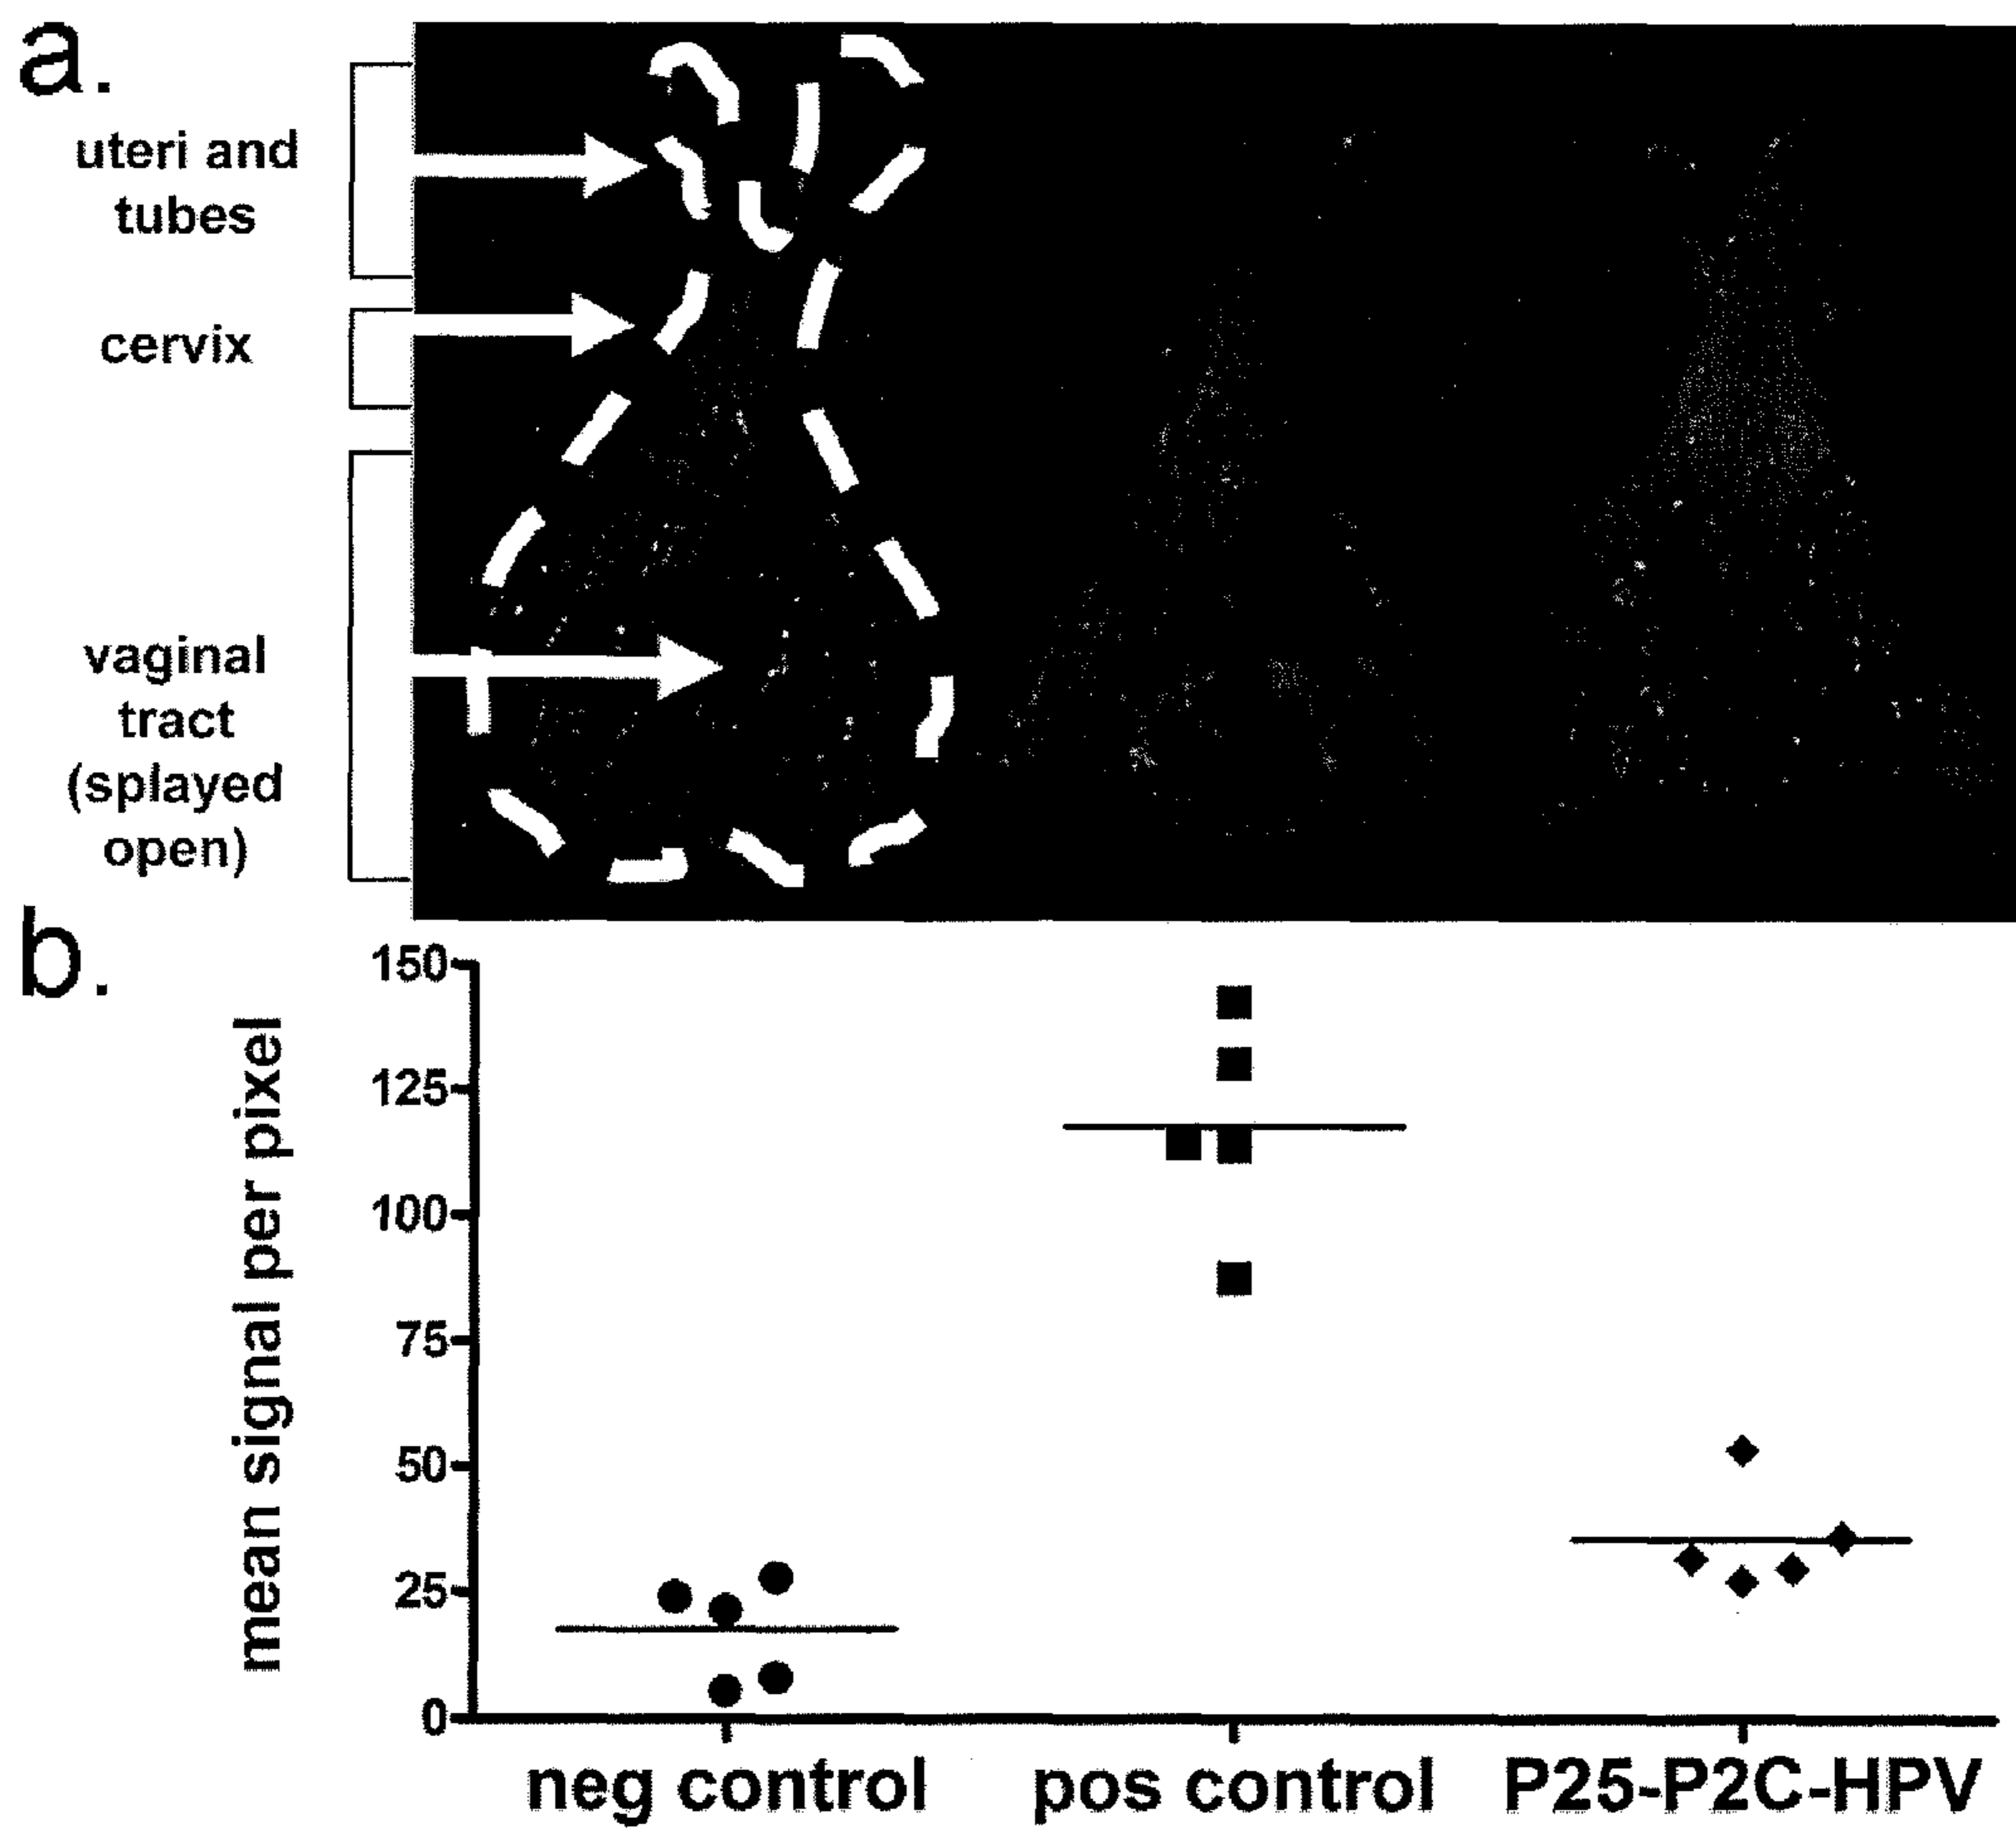 a.
uteri and
tubes
cervix
vaginal
tract
(splayed
open)
b.
mean signal per pixel
150
125
100
75
50
25
0
neg control
pos control
P25-P2C-HPV